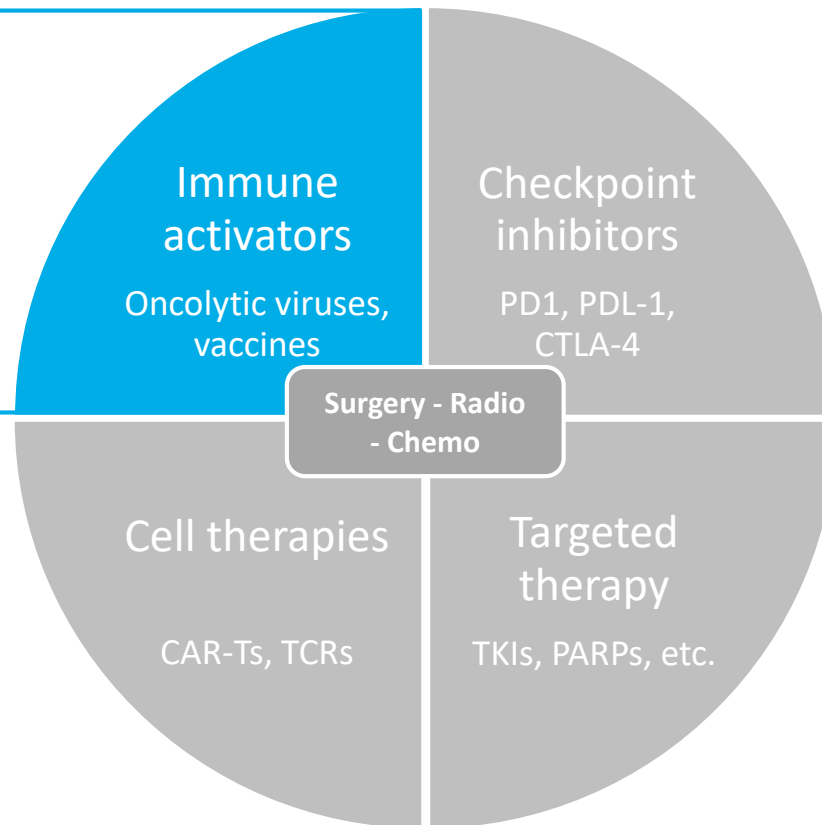 Immune
activators
Oncolytic viruses,
vaccines
Checkpoint
inhibitors
PD1, PDL-1,
CTLA-4
Surgery - Radio
- Chemo
Cell therapies
CAR-Ts, TCRs
Targeted
therapy
TKIs, PARPs, etc.